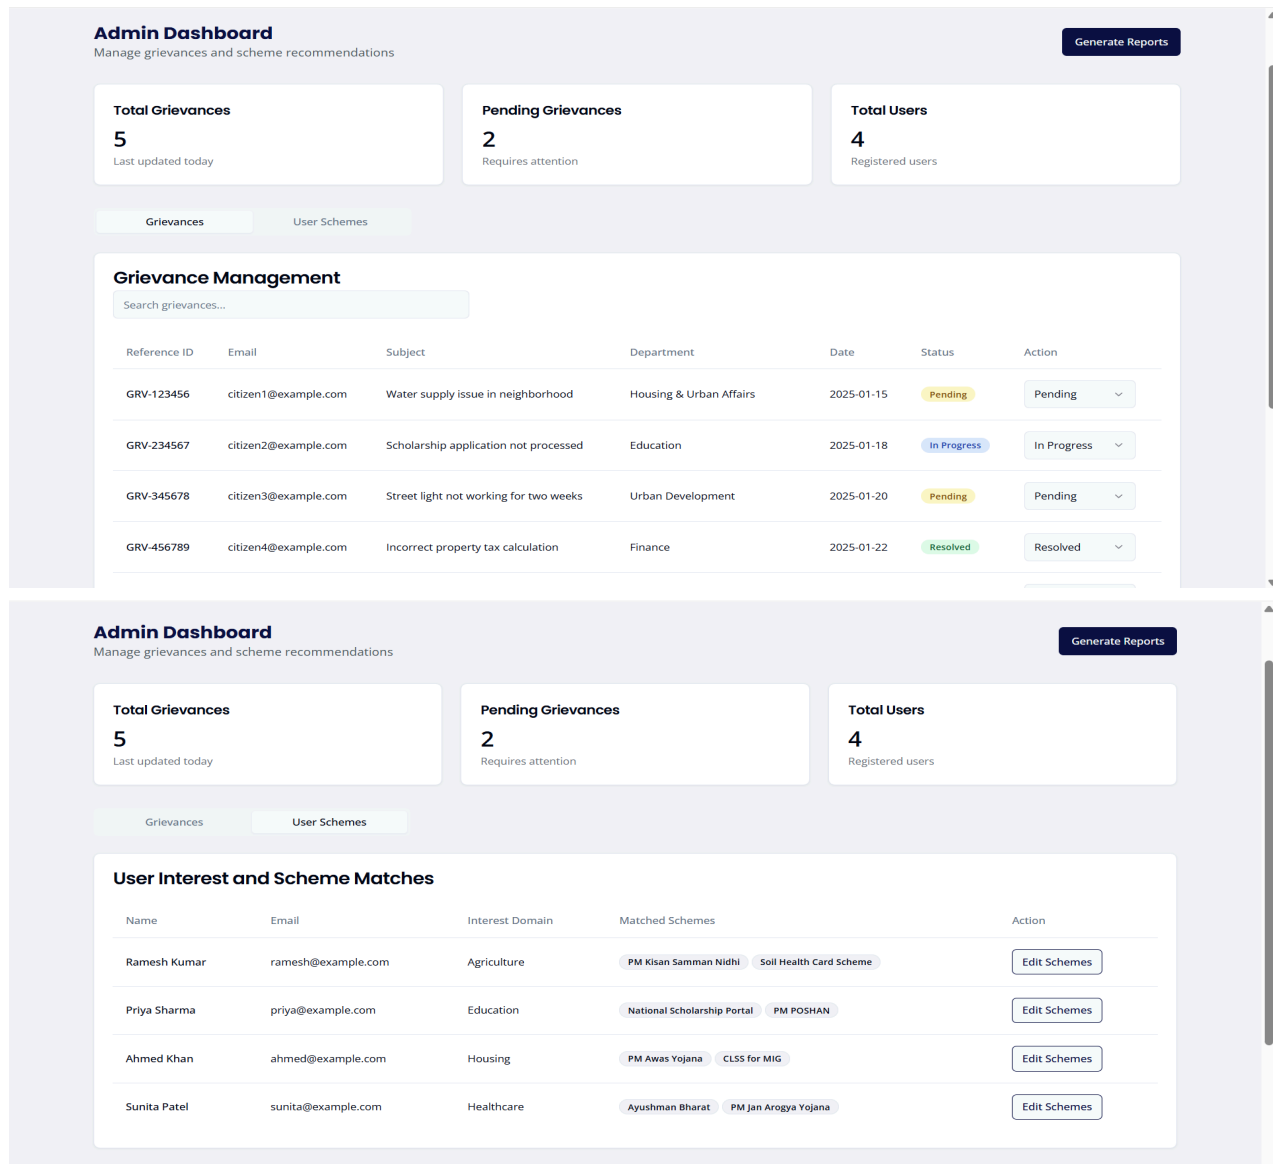 Admin Dashboard
Manage grievances and scheme recommendations
Generate Reports
Total Grievances
5
Last updated today
Pending Grievances
2
Requires attention
Total Users
4
Registered users
Grievances User Schemes
Grievance Management
Search grievances...
Reference ID Email Subject Department Date Status Action
GRV-123456 citizen1@example.com Water supply issue in neighborhood Housing & Urban Affairs 2025-01-15 Pending Pending
GRV-234567 citizen2@example.com Scholarship application not processed Education 2025-01-18 In Progress In Progress
GRV-345678 citizen3@example.com Street light not working for two weeks Urban Development 2025-01-20 Pending Pending
GRV-456789 citizen4@example.com Incorrect property tax calculation Finance 2025-01-22 Resolved Resolved
Admin Dashboard
Manage grievances and scheme recommendations
Generate Reports
Total Grievances
5
Last updated today
Pending Grievances
2
Requires attention
Total Users
4
Registered users
Grievances User Schemes
User Interest and Scheme Matches
Name Email Interest Domain Matched Schemes Action
Ramesh Kumar ramesh@example.com Agriculture PM Kisan Samman Nidhi Soil Health Card Scheme Edit Schemes
Priya Sharma priya@example.com Education National Scholarship Portal PM POSHAN Edit Schemes
Ahmed Khan ahmed@example.com Housing PM Awas Yojana CLSS for MIG Edit Schemes
Sunita Patel sunita@example.com Healthcare Ayushman Bharat PM Jan Arogya Yojana Edit Schemes